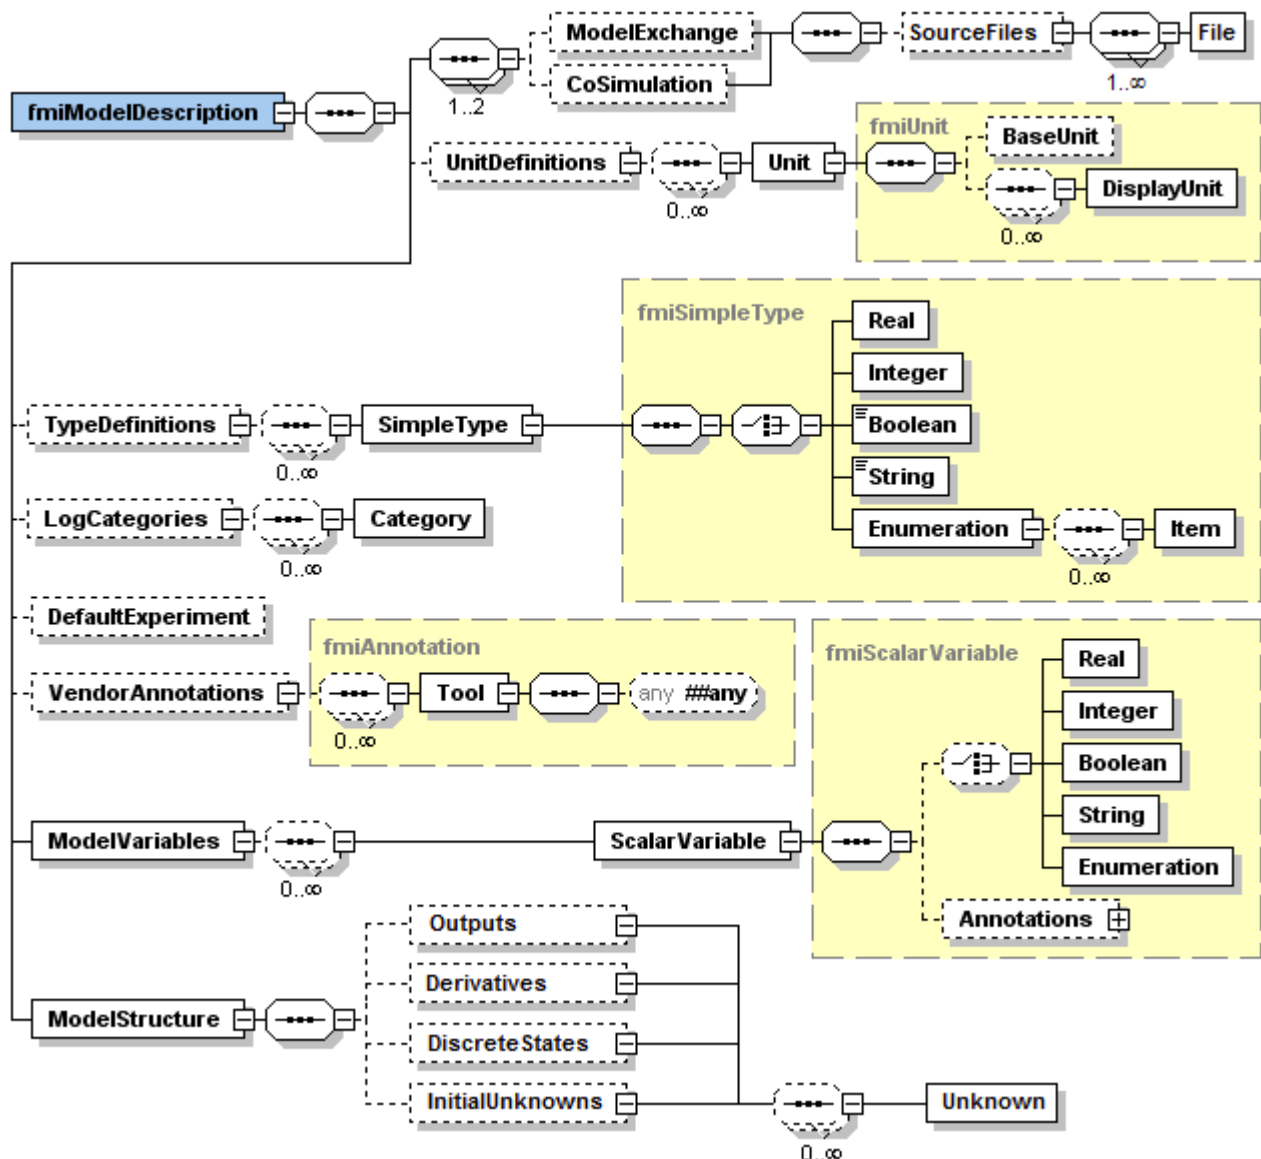 ModelExchange
SourceFiles
File
CoSimulation
1..2
1..∞
fmiModelDescription
fmiUnit
BaseUnit
UnitDefinitions
Unit
DisplayUnit
0..∞
0..∞
fmiSimpleType
Real
Integer
TypeDefinitions
SimpleType
Boolean
0..∞
String
LogCategories
Category
Enumeration
Item
0..∞
0..∞
DefaultExperiment
fmiAnnotation
fmiScalarVariable
Real
VendorAnnotations
Tool
any ##any
Integer
0..∞
Boolean
String
ModelVariables
ScalarVariable
Enumeration
0..∞
Annotations
Outputs
Derivatives
ModelStructure
DiscreteStates
InitialUnknowns
Unknown
0..∞